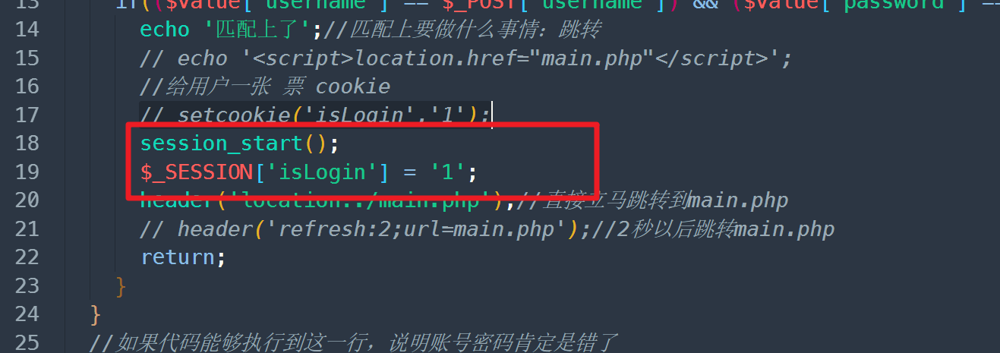 13 if(($value['username'] == $_POST['username']) && ($value['password'] ==
14 echo '匹配上了';//匹配上要做什么事情：跳转
15 // echo '<script>location.href="main.php"</script>';
16 //给用户一张 票 cookie
17 // setcookie('isLogin','1');
18 session_start();
19 $_SESSION['isLogin'] = '1';
20 header('location:./main.php');//直接立马跳转到main.php
21 // header('refresh:2;url=main.php');//2秒以后跳转main.php
22 return;
23 }
24 }
25 //如果代码能够执行到这一行，说明账号密码肯定是错了